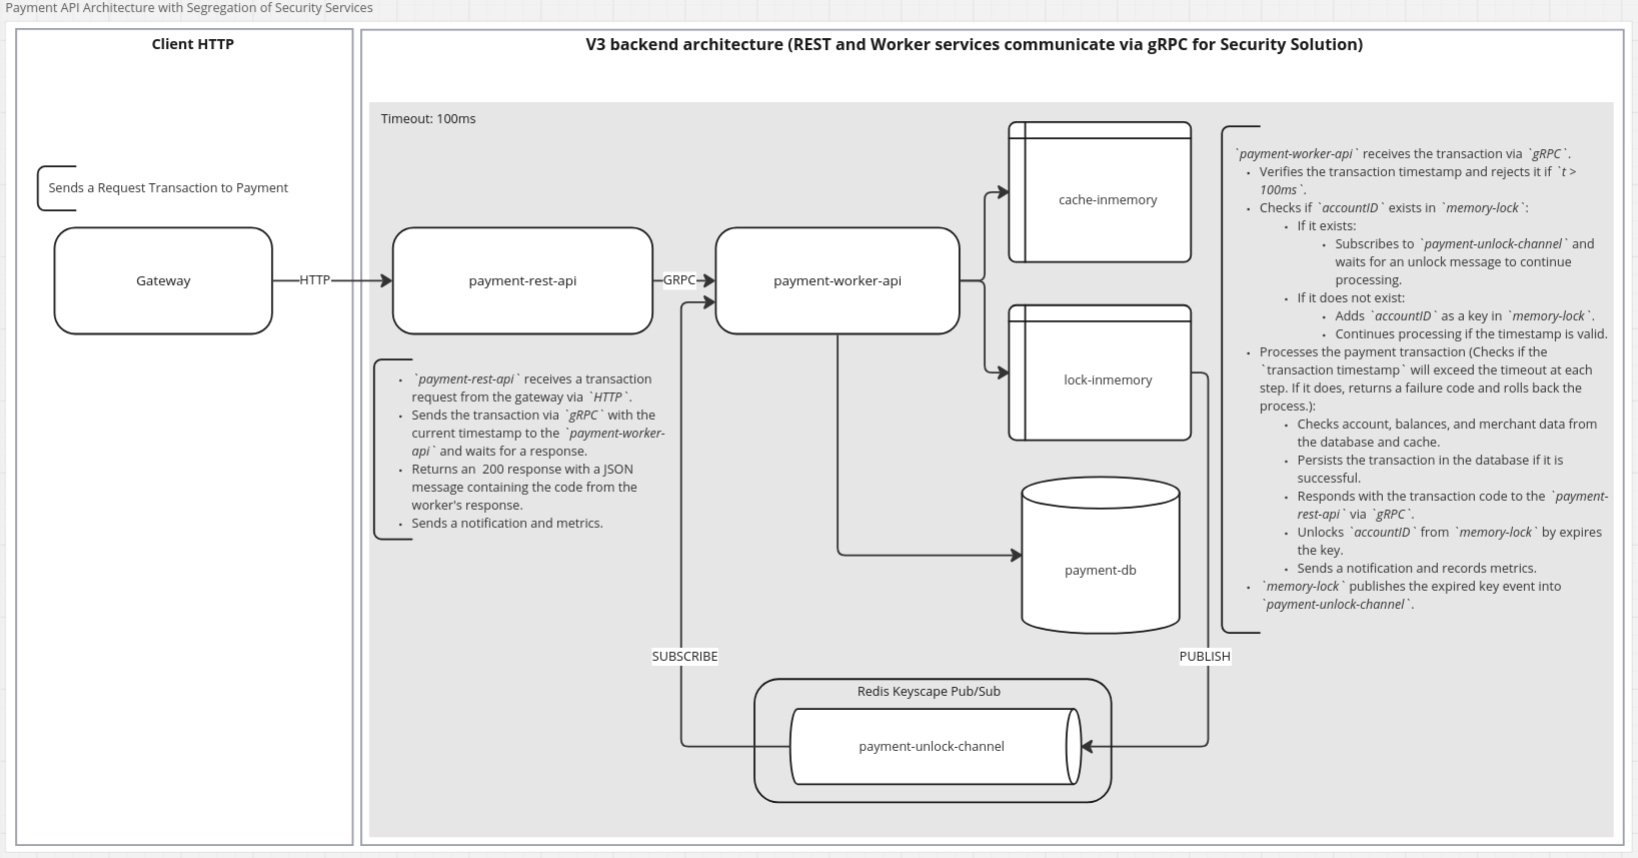 Payment API Architecture with Segregation of Security Services
Client HTTP
Sends a Request Transaction to Payment
Gateway
HTTP
V3 backend architecture (REST and Worker services communicate via gRPC for Security Solution)
Timeout: 100ms
payment-rest-api
GRPC
payment-worker-api
cache-inmemory
lock-inmemory
payment-db
• `payment-rest-api` receives a transaction
request from the gateway via `HTTP`.
• Sends the transaction via `gRPC` with the
current timestamp to the `payment-worker-
api` and waits for a response.
• Returns an 200 response with a JSON
message containing the code from the
worker's response.
• Sends a notification and metrics.
SUBSCRIBE
PUBLISH
Redis Keyscape Pub/Sub
payment-unlock-channel
`payment-worker-api` receives the transaction via `gRPC`.
• Verifies the transaction timestamp and rejects it if `t >
100ms`.
• Checks if `accountID` exists in `memory-lock`:
• If it exists:
• Subscribes to `payment-unlock-channel` and
waits for an unlock message to continue
processing.
• If it does not exist:
• Adds `accountID` as a key in `memory-lock`.
• Continues processing if the timestamp is valid.
• Processes the payment transaction (Checks if the
`transaction timestamp` will exceed the timeout at each
step. If it does, returns a failure code and rolls back the
process.):
• Checks account, balances, and merchant data from
the database and cache.
• Persists the transaction in the database if it is
successful.
• Responds with the transaction code to the `payment-
rest-api` via `gRPC`.
• Unlocks `accountID` from `memory-lock` by expires
the key.
• Sends a notification and records metrics.
• `memory-lock` publishes the expired key event into
`payment-unlock-channel`.